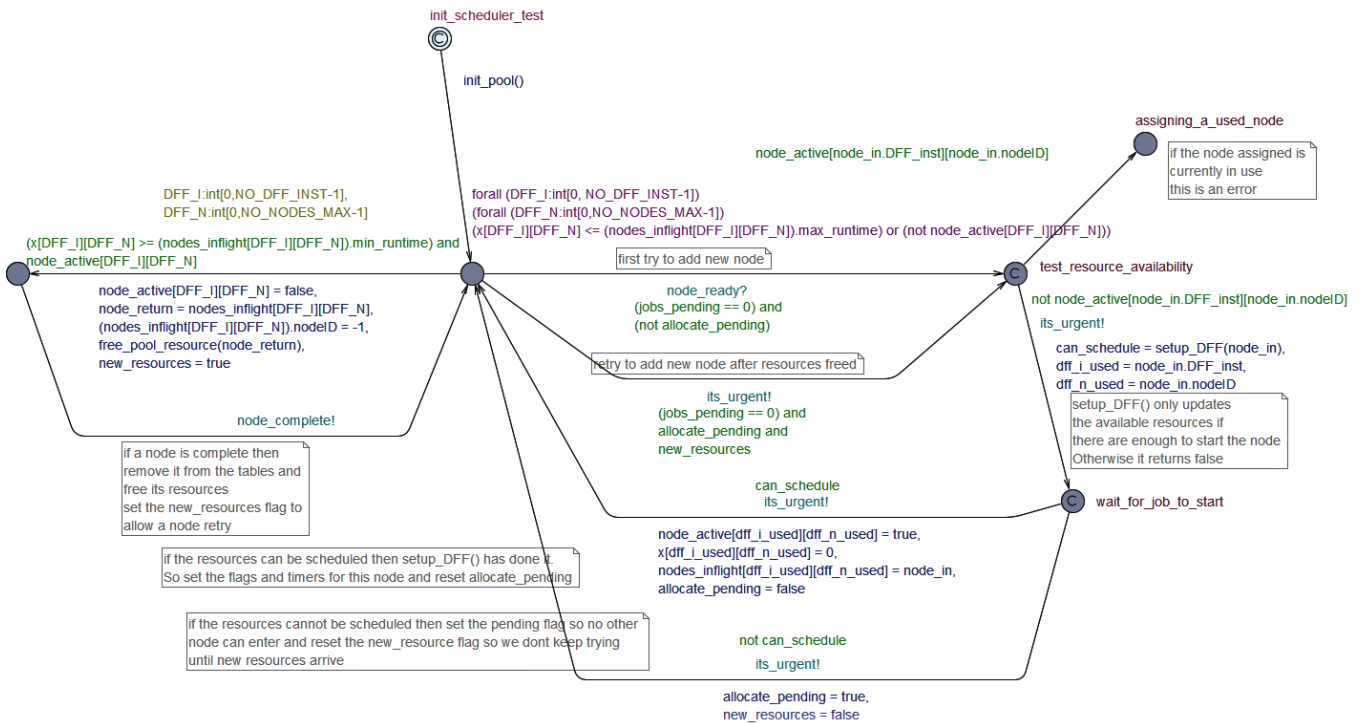 init_scheduler_test
C
init_pool()
assigning_a_used_node
node_active[node_in.DFF_inst][node_in.nodeID]
if the node assigned is
currently in use
this is an error
DFF_I:int[0,NO_DFF_INST-1],
DFF_N:int[0,NO_NODES_MAX-1]
forall (DFF_I:int[0, NO_DFF_INST-1])
(forall (DFF_N:int[0,NO_NODES_MAX-1])
(x[DFF_I][DFF_N] <= (nodes_inflight[DFF_I][DFF_N]).max_runtime) or (not node_active[DFF_I][DFF_N]))
(x[DFF_I][DFF_N] >= (nodes_inflight[DFF_I][DFF_N]).min_runtime) and
node_active[DFF_I][DFF_N]
first try to add new node
test_resource_availability
C
node_active[DFF_I][DFF_N] = false,
node_return = nodes_inflight[DFF_I][DFF_N],
(nodes_inflight[DFF_I][DFF_N]).nodeID = -1,
free_pool_resource(node_return),
new_resources = true
node_ready?
(jobs_pending == 0) and
(not allocate_pending)
not node_active[node_in.DFF_inst][node_in.nodeID]
its_urgent!
can_schedule = setup_DFF(node_in),
dff_i_used = node_in.DFF_inst,
dff_n_used = node_in.nodeID
retry to add new node after resources freed
its_urgent!
(jobs_pending == 0) and
allocate_pending and
new_resources
setup_DFF() only updates
the available resources if
there are enough to start the node
Otherwise it returns false
node_complete!
if a node is complete then
remove it from the tables and
free its resources
set the new_resources flag to
allow a node retry
can_schedule
its_urgent!
C
wait_for_job_to_start
node_active[dff_i_used][dff_n_used] = true,
x[dff_i_used][dff_n_used] = 0,
nodes_inflight[dff_i_used][dff_n_used] = node_in,
allocate_pending = false
if the resources can be scheduled then setup_DFF() has done it.
So set the flags and timers for this node and reset allocate_pending
if the resources cannot be scheduled then set the pending flag so no other
node can enter and reset the new_resource flag so we dont keep trying
until new resources arrive
not can_schedule
its_urgent!
allocate_pending = true,
new_resources = false